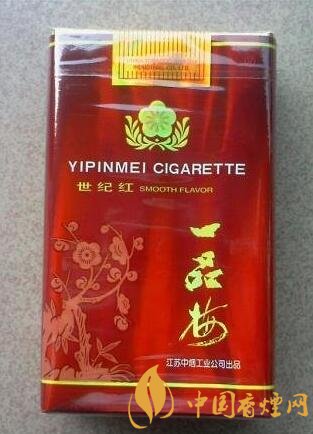 YIPINMEI CIGARETTE
世纪红 SMOOTH FLAVOR
一品梅
江苏中烟工业公司出品
中国香烟网